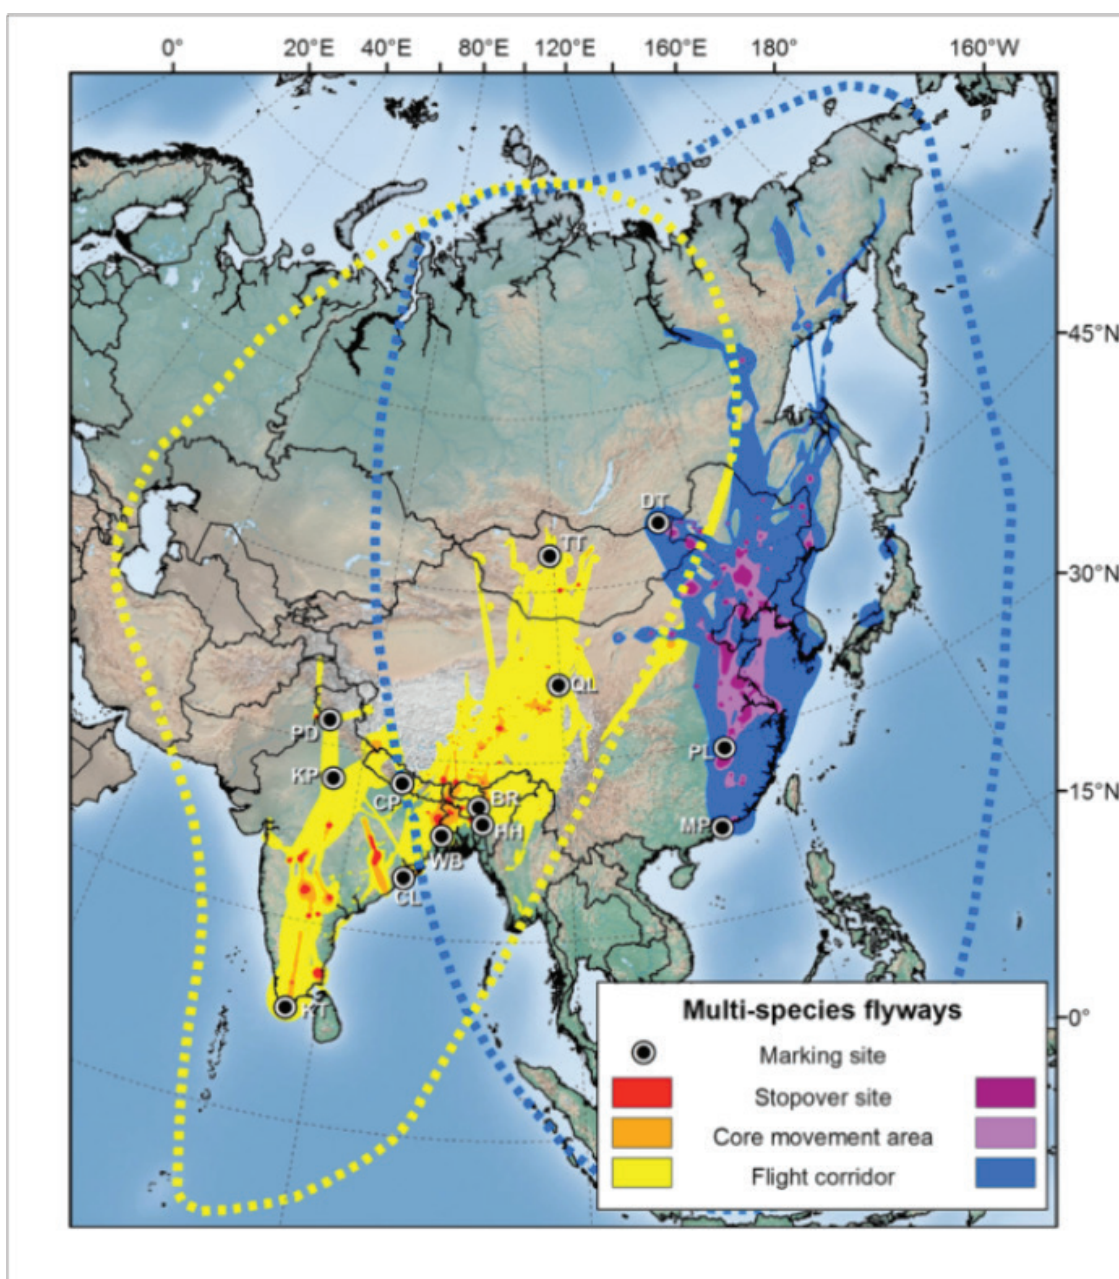 0° 20°E 40°E 80°E 120°E 160°E 180° 160°W
45°N
DT
TT
30°N
QL
PD
PL
KP
CP
BR
15°N
HH
MP
WB
CL
KT
Multi-species flyways
0°
Marking site
Stopover site
Core movement area
Flight corridor